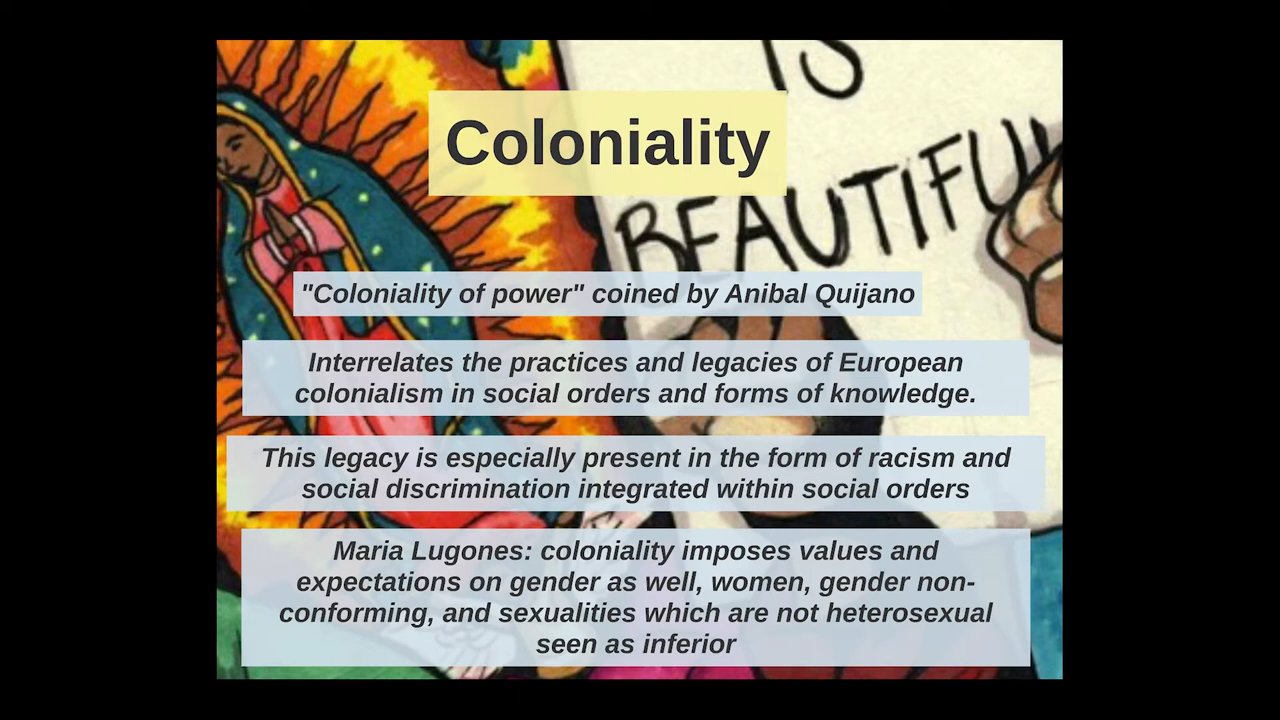 IS
BEAUTIFUL
Coloniality
"Coloniality of power" coined by Anibal Quijano
Interrelates the practices and legacies of European
colonialism in social orders and forms of knowledge.
This legacy is especially present in the form of racism and
social discrimination integrated within social orders
Maria Lugones: coloniality imposes values and
expectations on gender as well, women, gender non-
conforming, and sexualities which are not heterosexual
seen as inferior